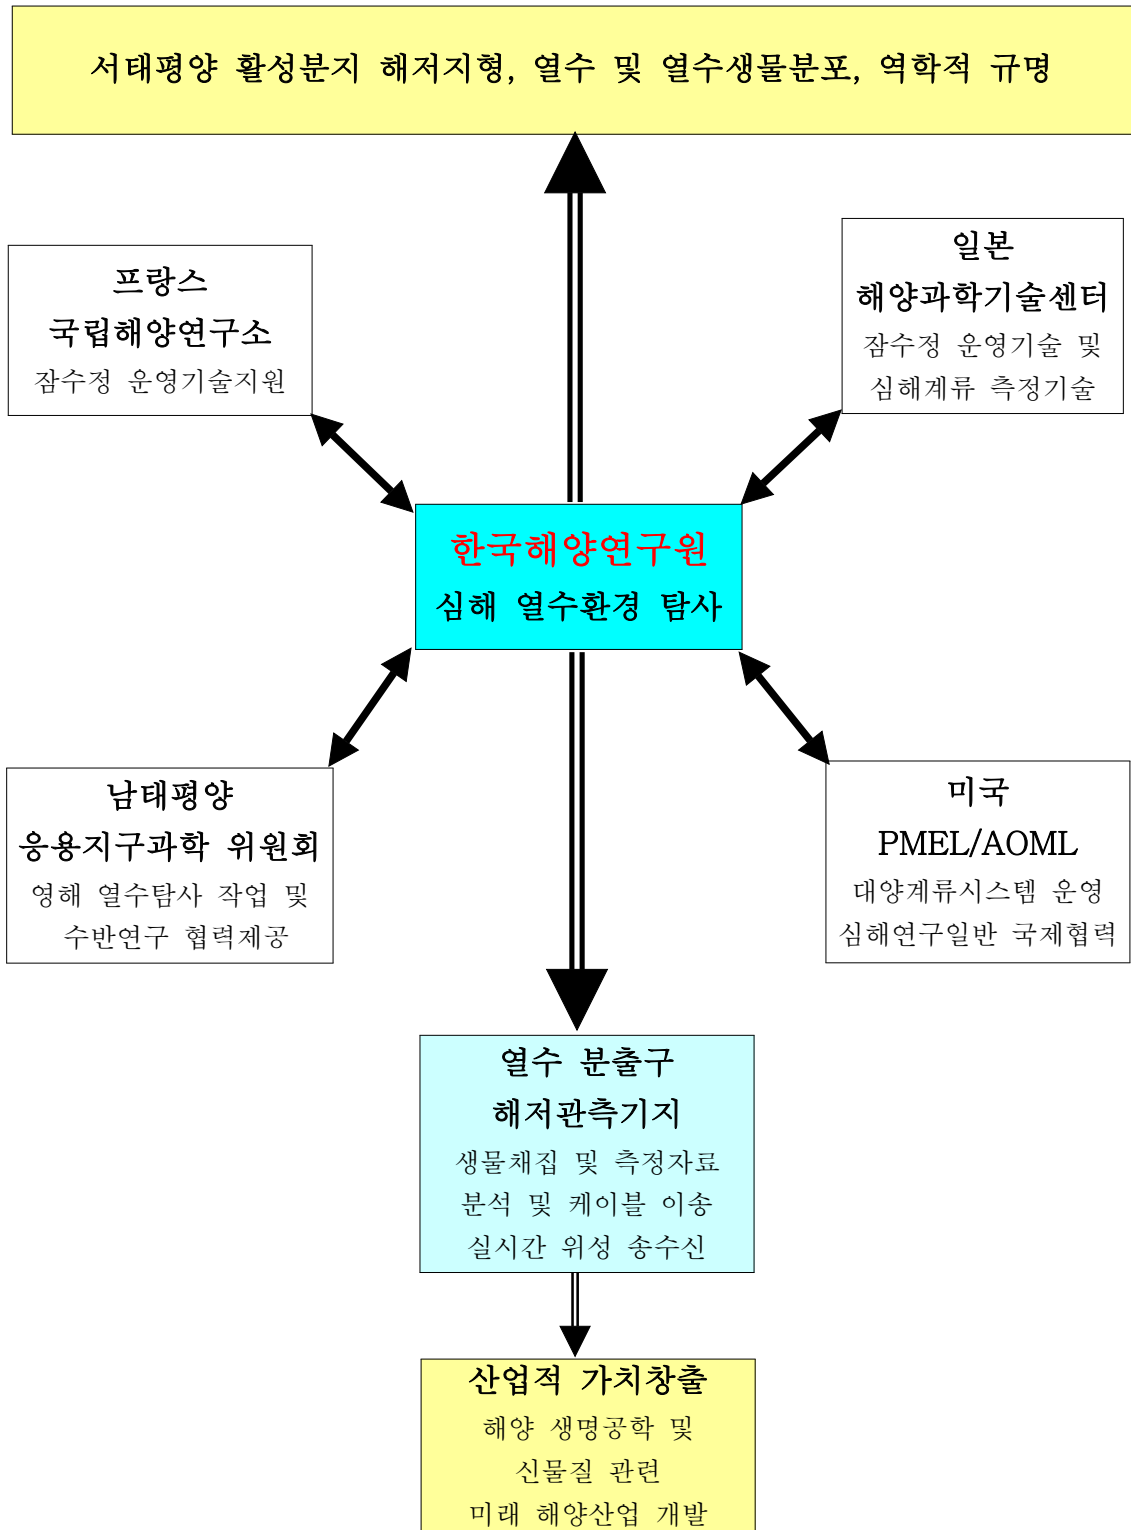 서태평양 활성분지 해저지형, 열수 및 열수생물분포, 역학적 규명
프랑스
국립해양연구소
잠수정 운영기술지원
일본
해양과학기술센터
잠수정 운영기술 및
심해계류 측정기술
한국해양연구원
심해 열수환경 탐사
남태평양
응용지구과학 위원회
영해 열수탐사 작업 및
수반연구 협력제공
미국
PMEL/AOML
대양계류시스템 운영
심해연구일반 국제협력
열수 분출구
해저관측기지
생물채집 및 측정자료
분석 및 케이블 이송
실시간 위성 송수신
산업적 가치창출
해양 생명공학 및
신물질 관련
미래 해양산업 개발